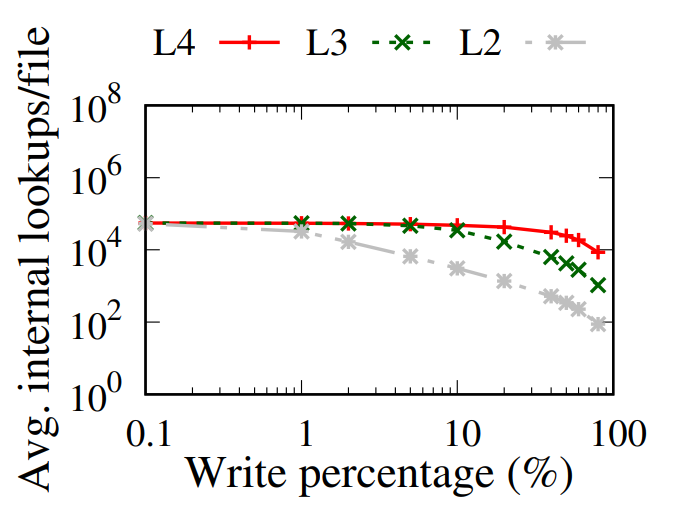 L4 L3 L2
Avg. internal lookups/file
10^8
10^6
10^4
10^2
10^0
0.1 1 10 100
Write percentage (%)